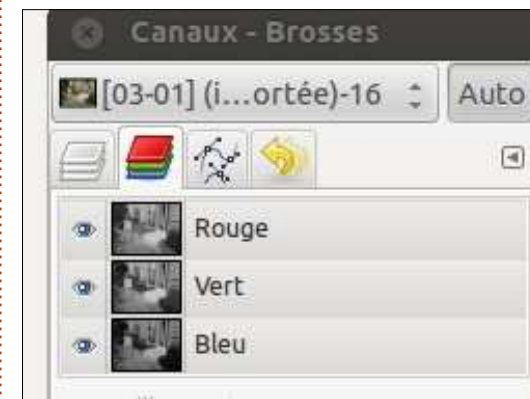 Canaux - Brosses
[03-01] (i...ortée)-16 Auto
Rouge
Vert
Bleu